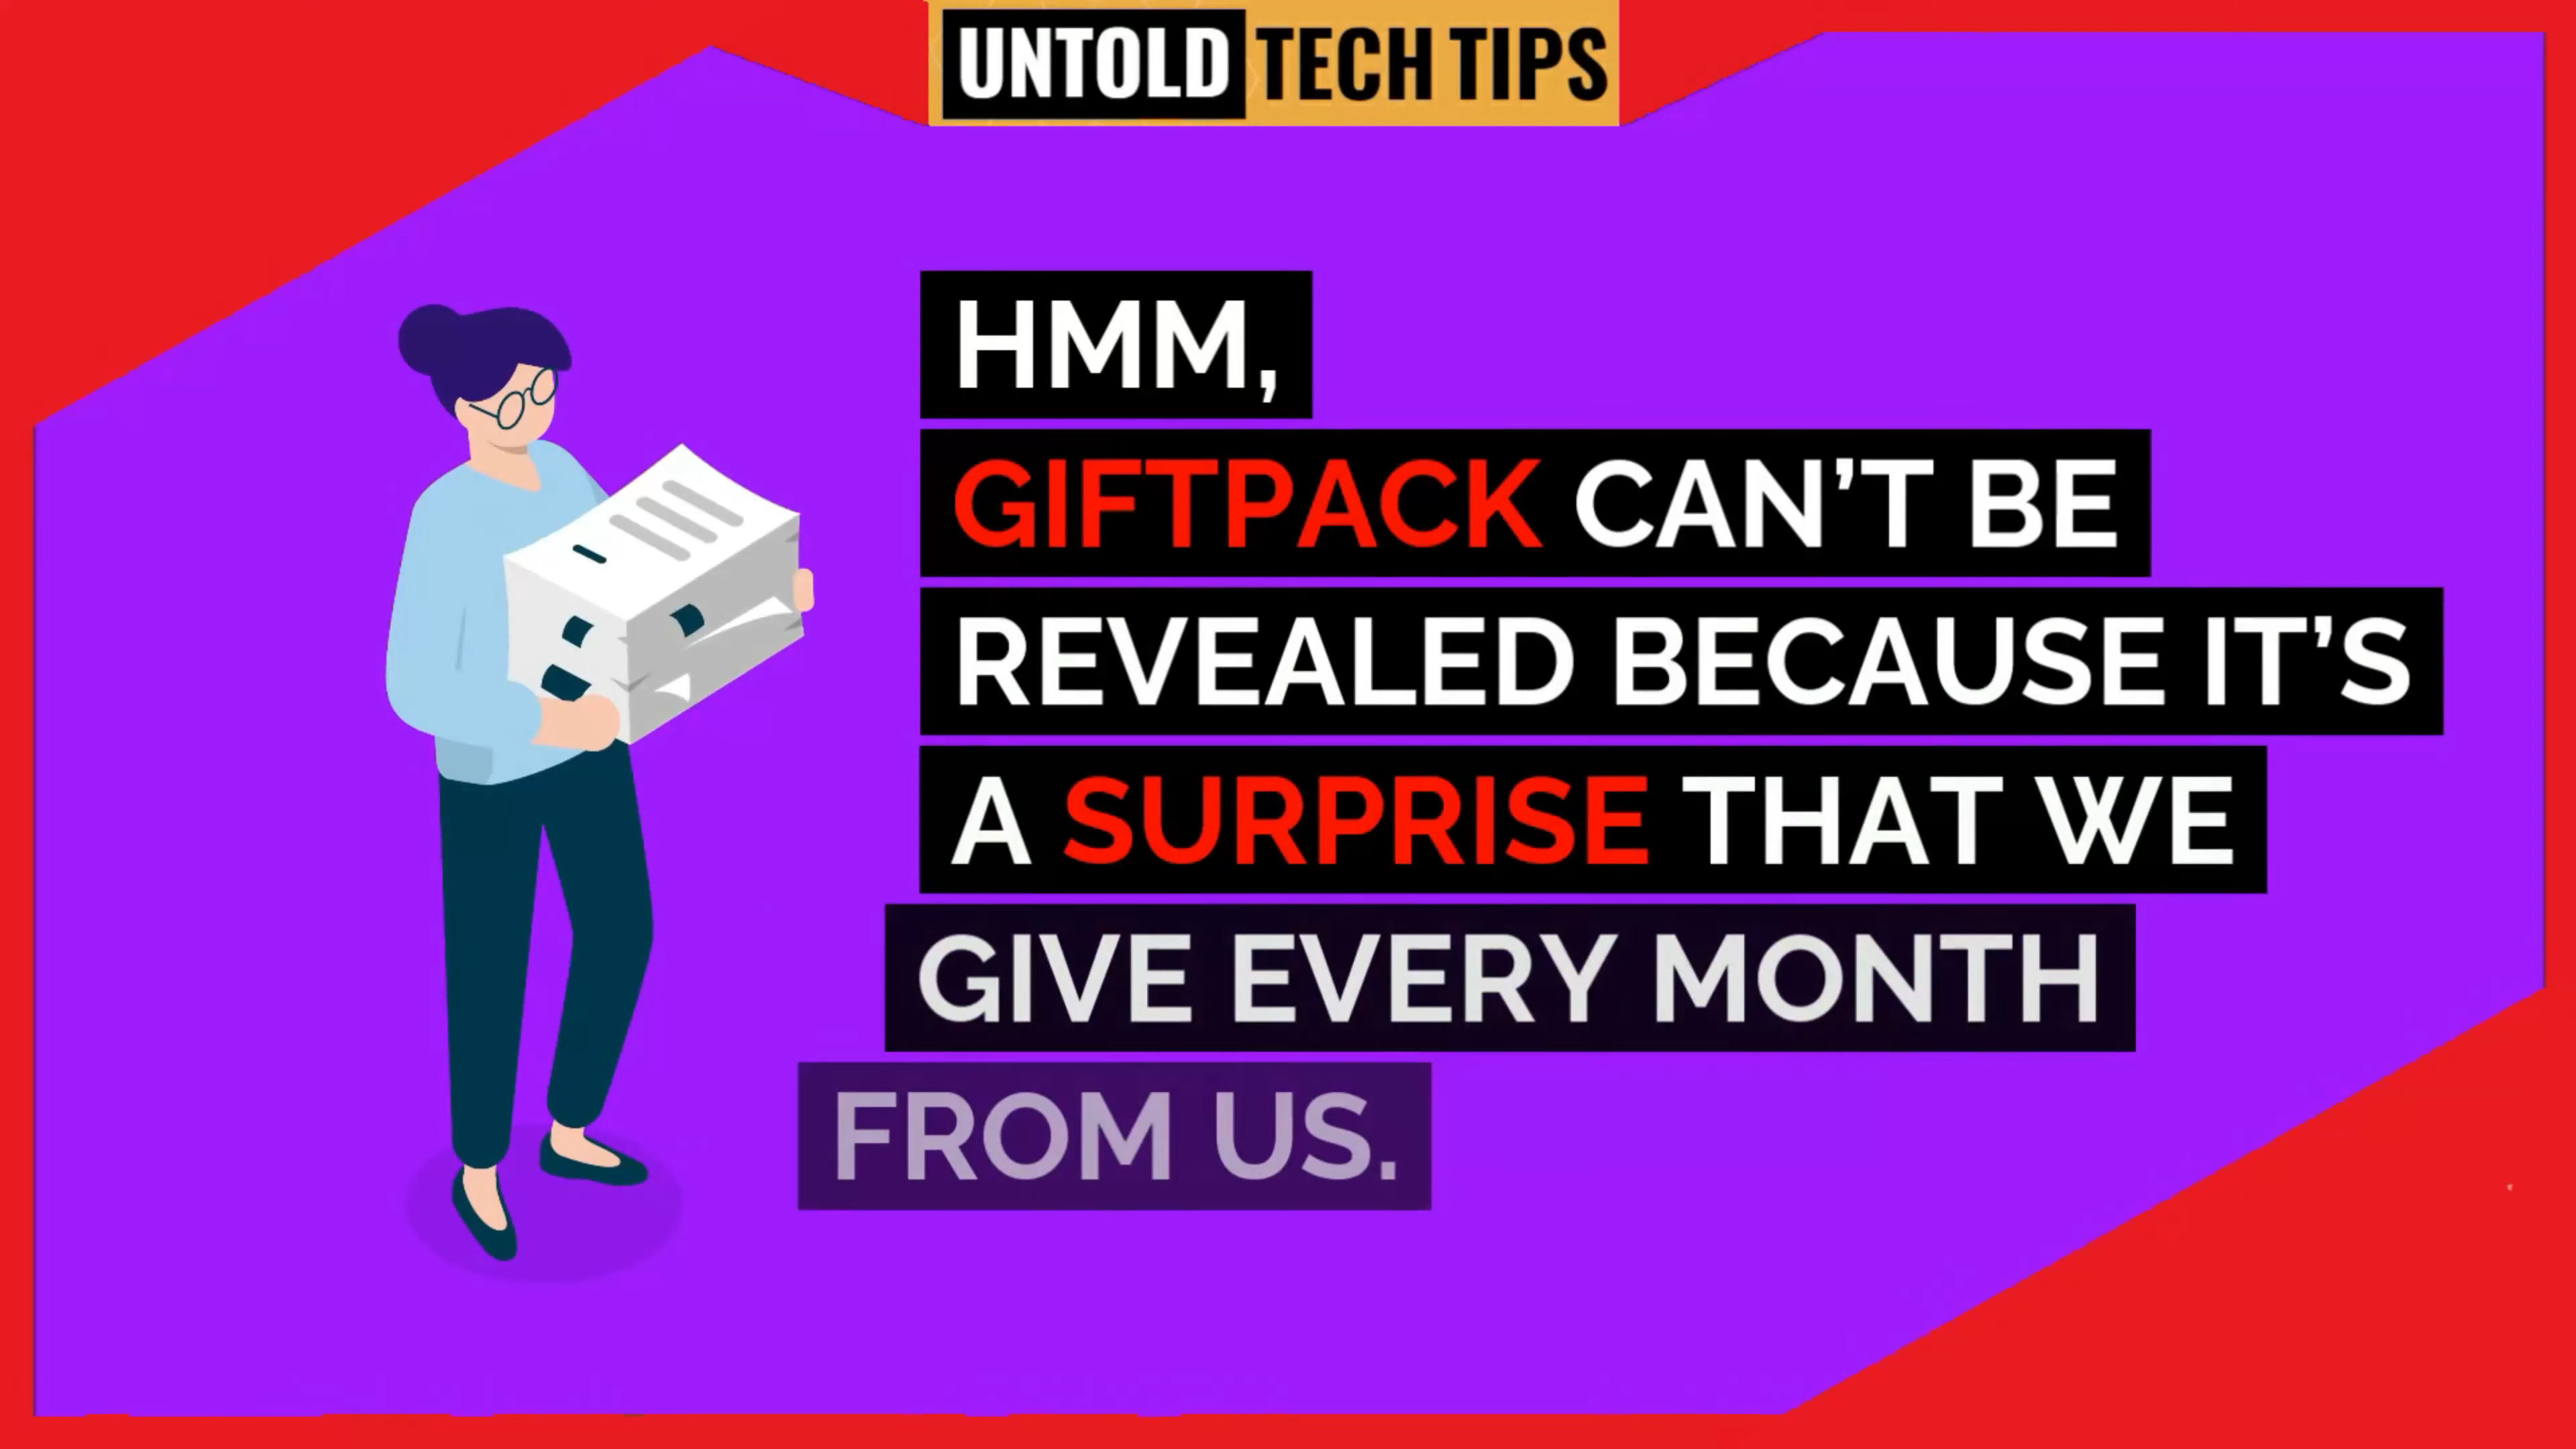 UNTOLD TECH TIPS
HMM,
GIFTPACK CAN’T BE
REVEALED BECAUSE IT’S
A SURPRISE THAT WE
GIVE EVERY MONTH
FROM US.